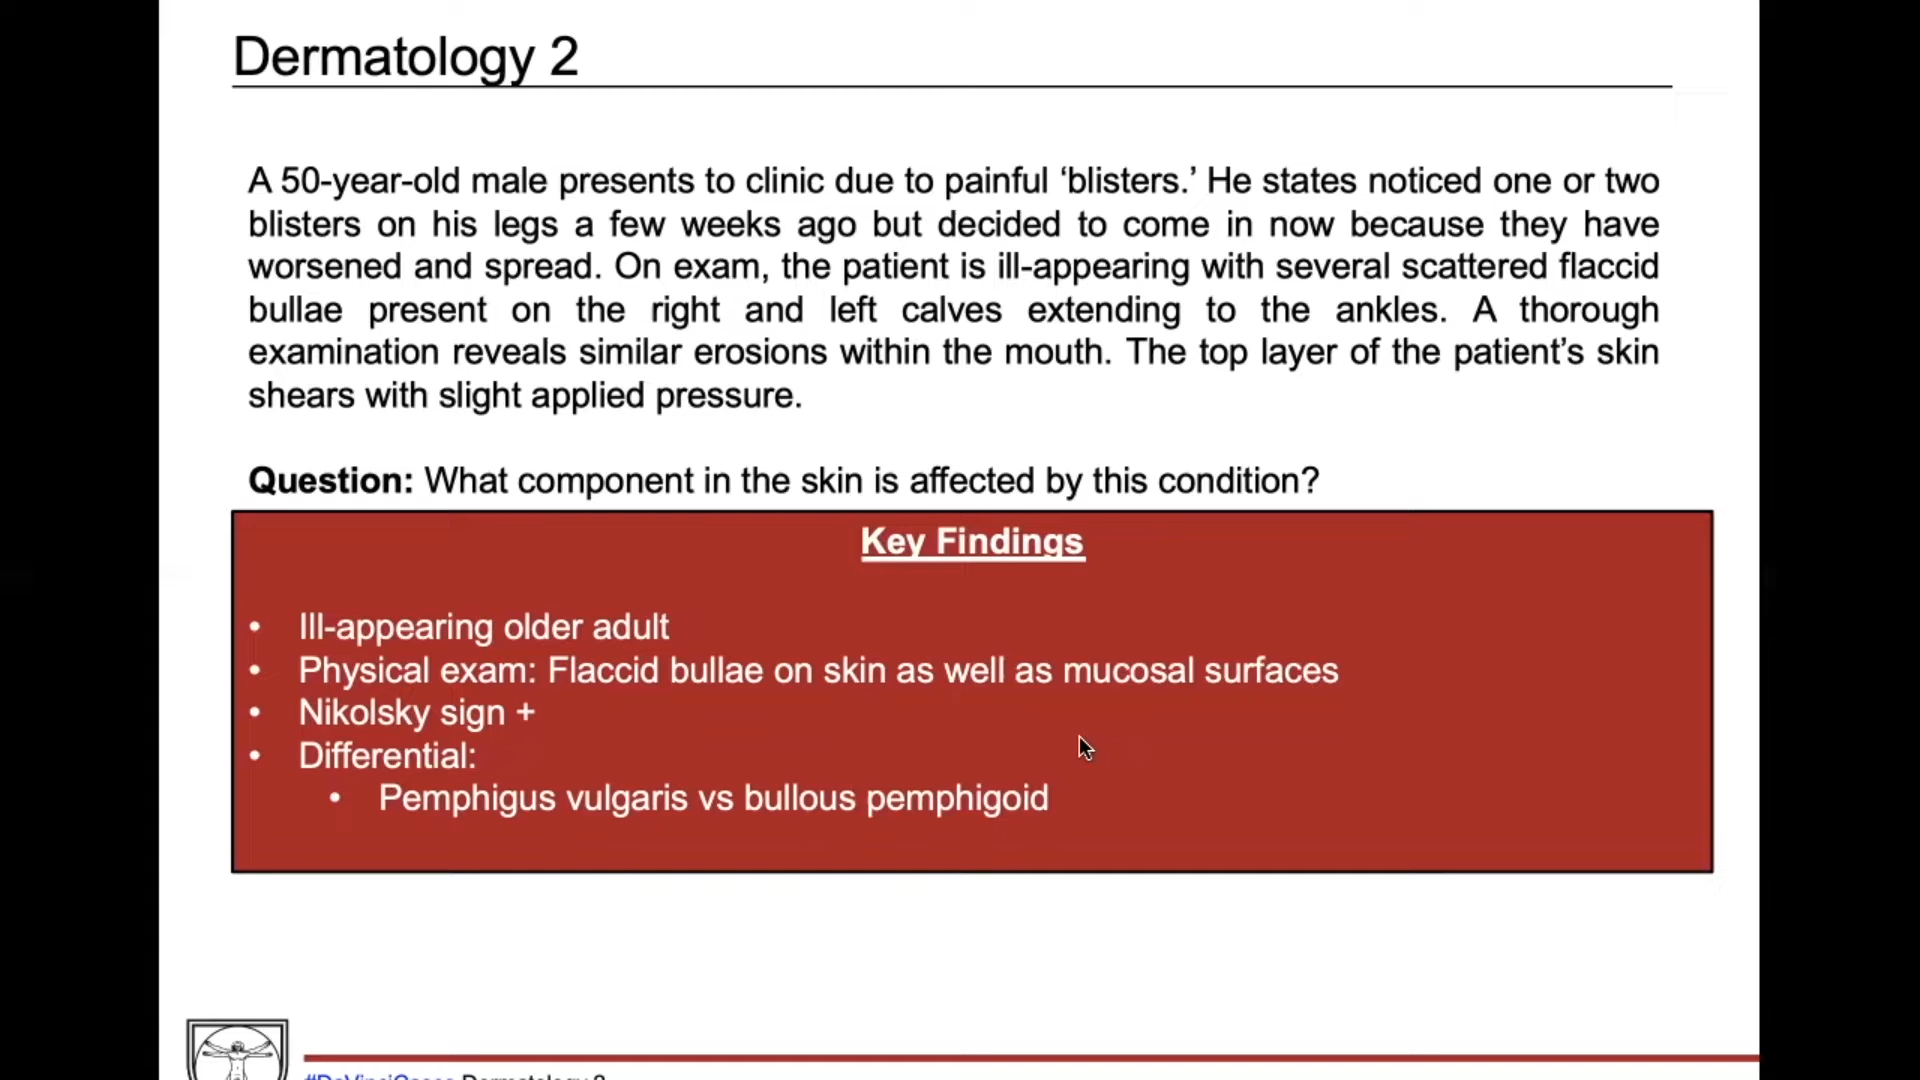 Dermatology 2
A 50-year-old male presents to clinic due to painful ‘blisters.’ He states noticed one or two
blisters on his legs a few weeks ago but decided to come in now because they have
worsened and spread. On exam, the patient is ill-appearing with several scattered flaccid
bullae present on the right and left calves extending to the ankles. A thorough
examination reveals similar erosions within the mouth. The top layer of the patient’s skin
shears with slight applied pressure.
Question: What component in the skin is affected by this condition?
Key Findings
• Ill-appearing older adult
• Physical exam: Flaccid bullae on skin as well as mucosal surfaces
• Nikolsky sign +
• Differential:
• Pemphigus vulgaris vs bullous pemphigoid
#DaVinciCases Dermatology 2